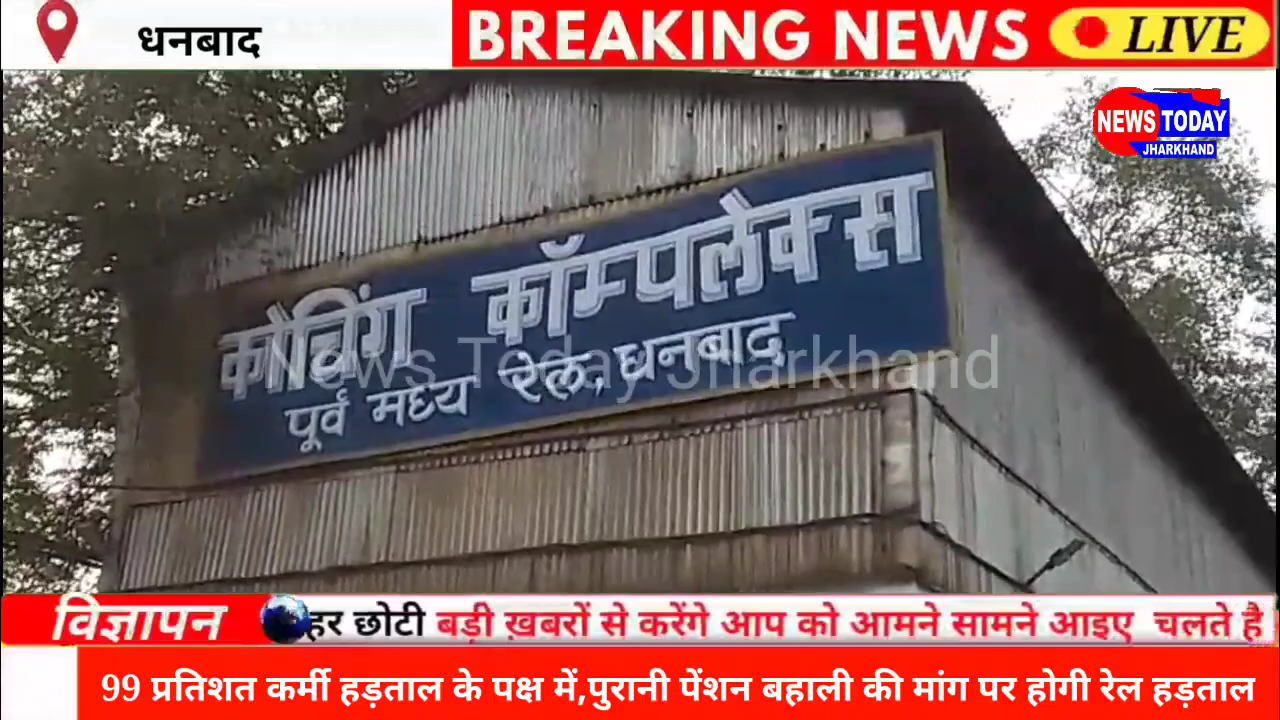 धनबाद
BREAKING NEWS
LIVE
NEWS TODAY
JHARKHAND
कोचिंग कॉम्पलैक्स
पूर्व मध्य रेल, धनबाद
News Today Jharkhand
विज्ञापन
हर छोटी बड़ी ख़बरों से करेंगे आप को आमने सामने आइए चलते है
99 प्रतिशत कर्मी हड़ताल के पक्ष में,पुरानी पेंशन बहाली की मांग पर होगी रेल हड़ताल